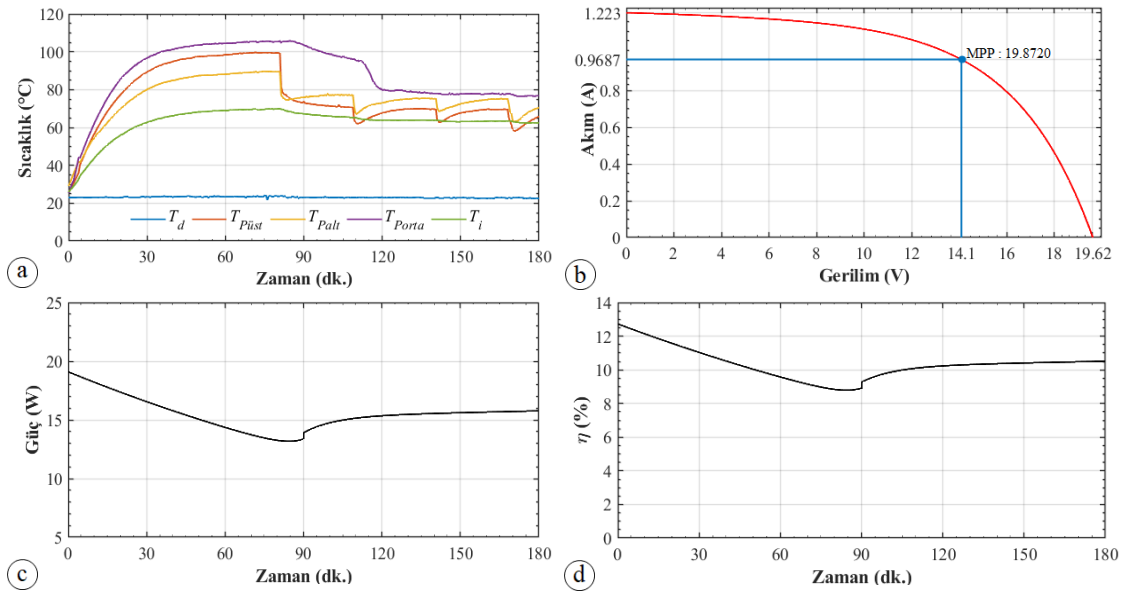 120
100
80
60
40
20
0
Sıcaklık (°C)
T_d T_Püst T_Palt T_Porta T_i
0 30 60 90 120 150 180
Zaman (dk.)
a
1.223
0.9687
0.8
0.6
0.4
0.2
0
Akım (A)
MPP : 19.8720
0 2 4 6 8 10 12 14.1 16 18 19.62
Gerilim (V)
b
25
20
15
10
5
Güç (W)
0 30 60 90 120 150 180
Zaman (dk.)
c
14
12
10
8
6
4
2
0
η (%)
0 30 60 90 120 150 180
Zaman (dk.)
d